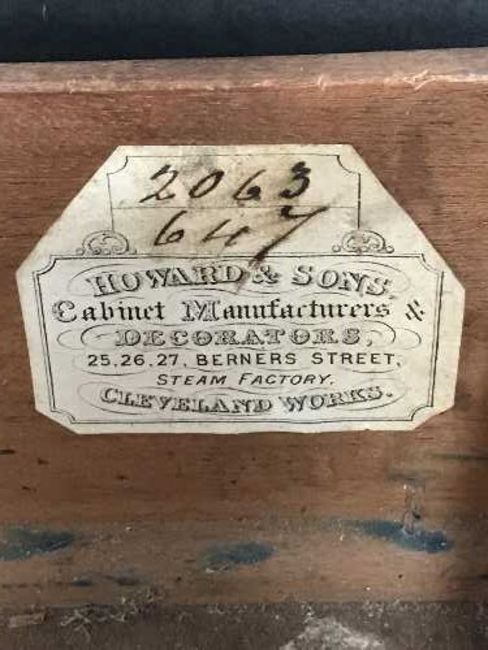 2063
647
HOWARD & SONS,
Cabinet Manufacturers &
DECORATORS,
25,26,27, BERNERS STREET,
STEAM FACTORY.
CLEVELAND WORKS.